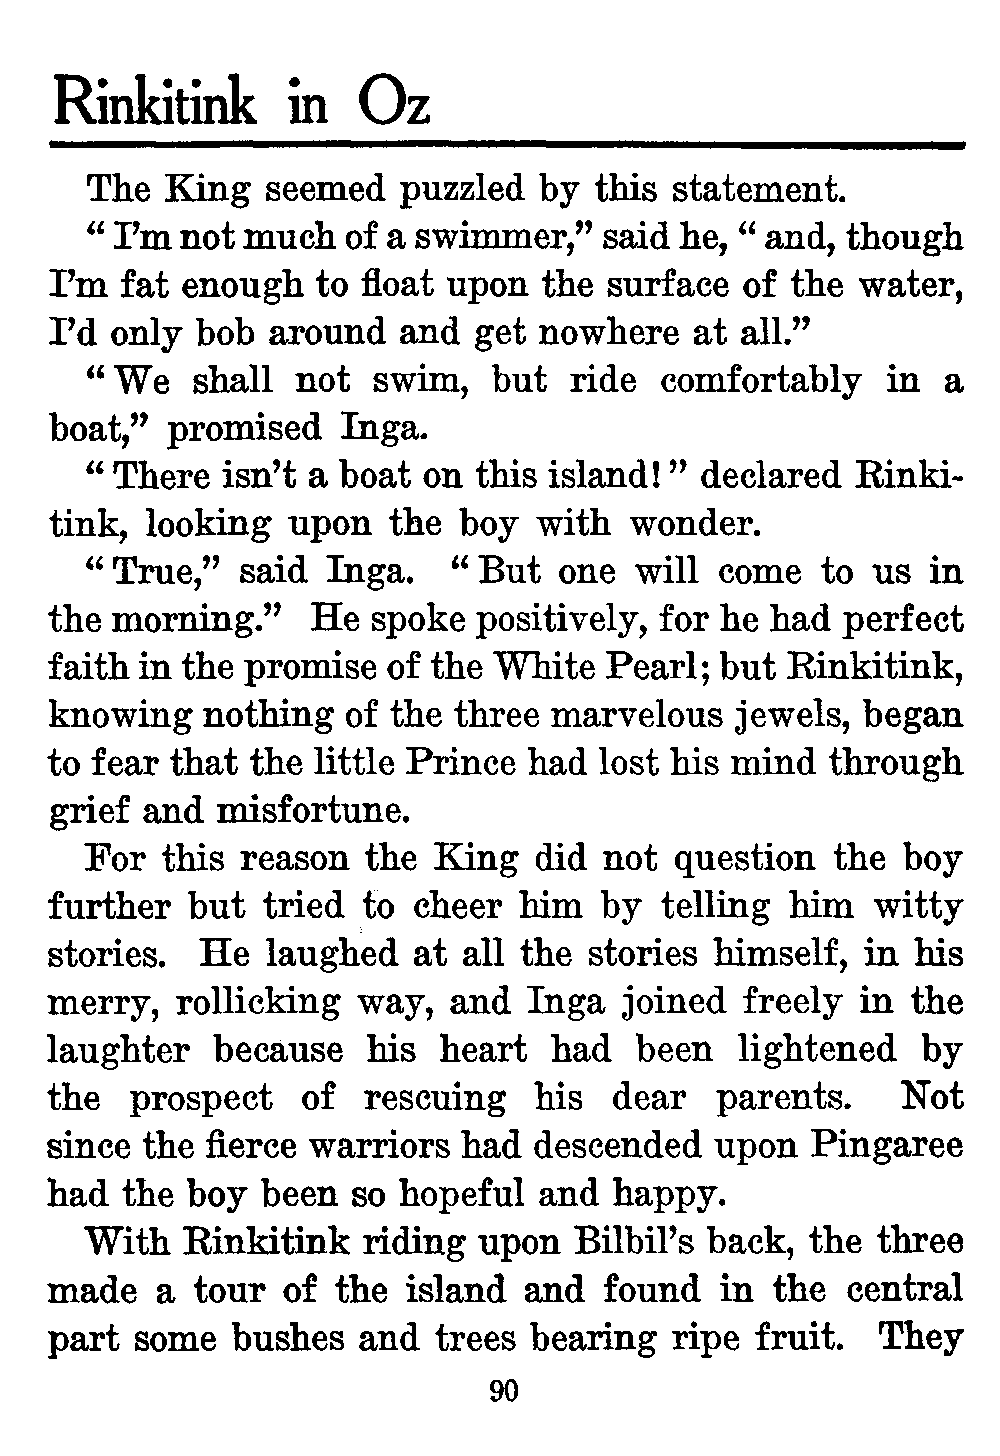 Rinkitink in Oz
The King seemed puzzled by this statement.
“ I’m not much of a swimmer,” said he, “ and, though
I’m fat enough to float upon the surface of the water,
I’d only bob around and get nowhere at all.”
“ We shall not swim, but ride comfortably in a
boat,” promised Inga.
“ There isn’t a boat on this island! ” declared Rinki-
tink, looking upon the boy with wonder.
“ True,” said Inga. “ But one will come to us in
the morning.” He spoke positively, for he had perfect
faith in the promise of the White Pearl; but Rinkitink,
knowing nothing of the three marvelous jewels, began
to fear that the little Prince had lost his mind through
grief and misfortune.
For this reason the King did not question the boy
further but tried to cheer him by telling him witty
stories. He laughed at all the stories himself, in his
merry, rollicking way, and Inga joined freely in the
laughter because his heart had been lightened by
the prospect of rescuing his dear parents. Not
since the fierce warriors had descended upon Pingaree
had the boy been so hopeful and happy.
With Rinkitink riding upon Bilbil’s back, the three
made a tour of the island and found in the central
part some bushes and trees bearing ripe fruit. They
90